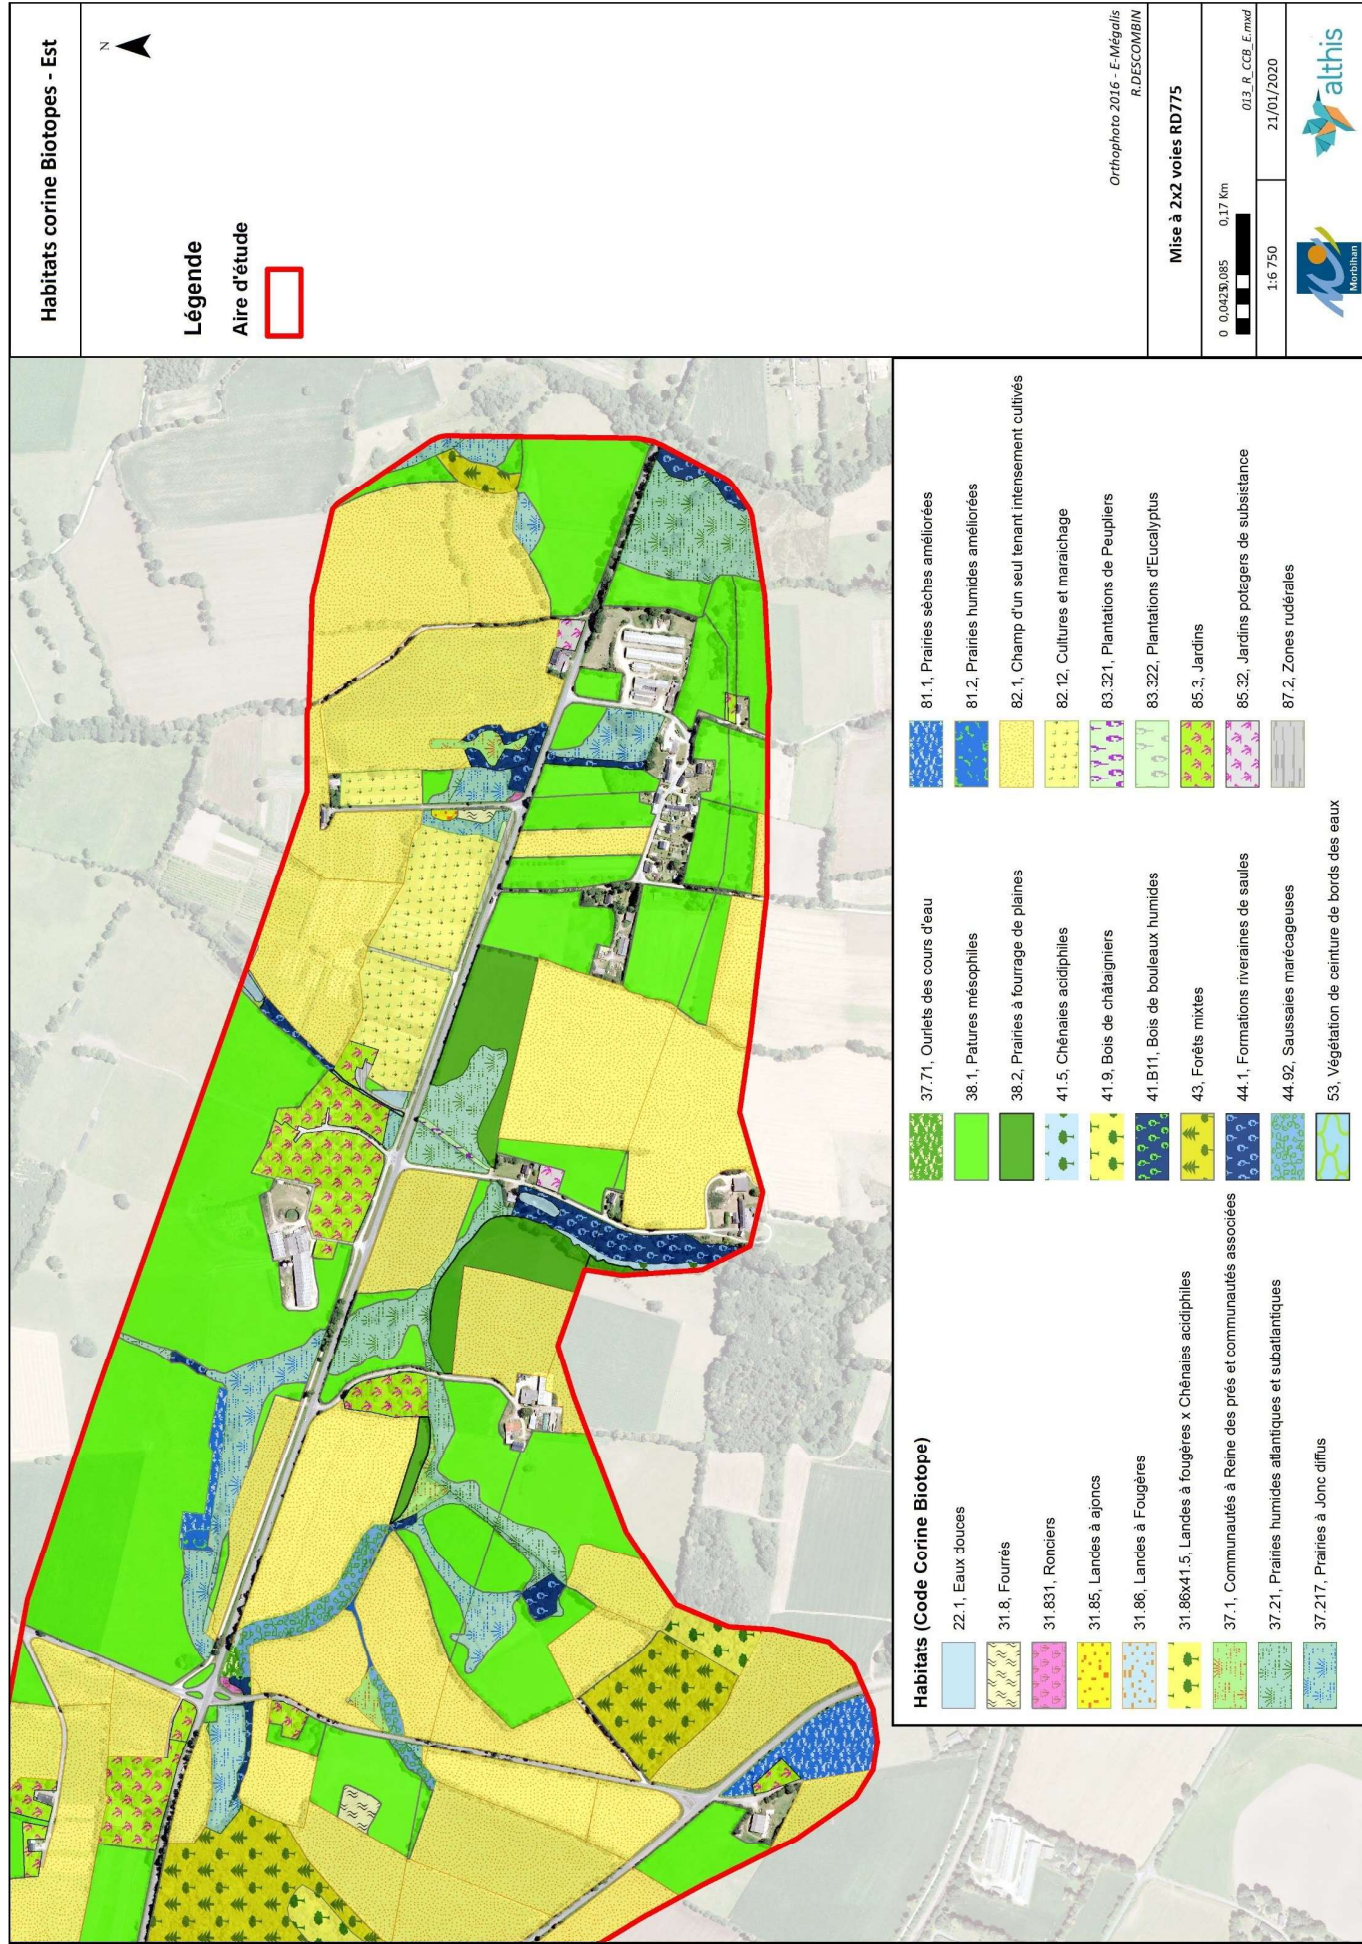 Habitats corine Biotopes - Est
N
Légende
Aire d'étude
Orthophoto 2016 - E-Mégalis
R.DESCOMBIN
Mise à 2x2 voies RD775
0 0,0425 0,085 0,17 Km
013_R_CCB_E.mxd
1:6 750
21/01/2020
Morbihan
althis
Habitats (Code Corine Biotope)
22.1, Eaux douces
31.8, Fourrés
31.831, Ronciers
31.85, Landes à ajoncs
31.86, Landes à Fougères
31.86x41.5, Landes à fougères x Chênaies acidiphiles
37.1, Communautés à Reine des prés et communautés associées
37.21, Prairies humides atlantiques et subatlantiques
37.217, Prairies à Jonc diffus
37.71, Ourlets des cours d'eau
38.1, Patures mésophiles
38.2, Prairies à fourrage de plaines
41.5, Chênaies acidiphiles
41.9, Bois de châtaigniers
41.B11, Bois de bouleaux humides
43, Forêts mixtes
44.1, Formations riveraines de saules
44.92, Saussaies marécageuses
53, Végétation de ceinture de bords des eaux
81.1, Prairies sèches améliorées
81.2, Prairies humides améliorées
82.1, Champ d'un seul tenant intensement cultivés
82.12, Cultures et maraichage
83.321, Plantations de Peupliers
83.322, Plantations d'Eucalyptus
85.3, Jardins
85.32, Jardins potagers de subsistance
87.2, Zones rudérales